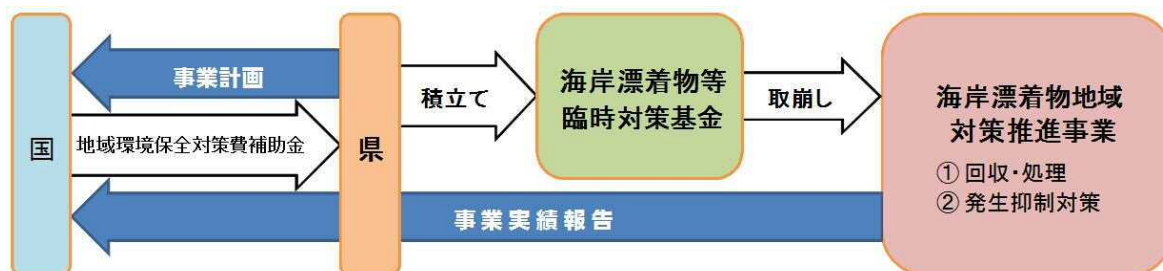 国
事業計画
地域環境保全対策費補助金
県
積立て
海岸漂着物等
臨時対策基金
取崩し
海岸漂着物地域
対策推進事業
① 回収・処理
② 発生抑制対策
事業実績報告